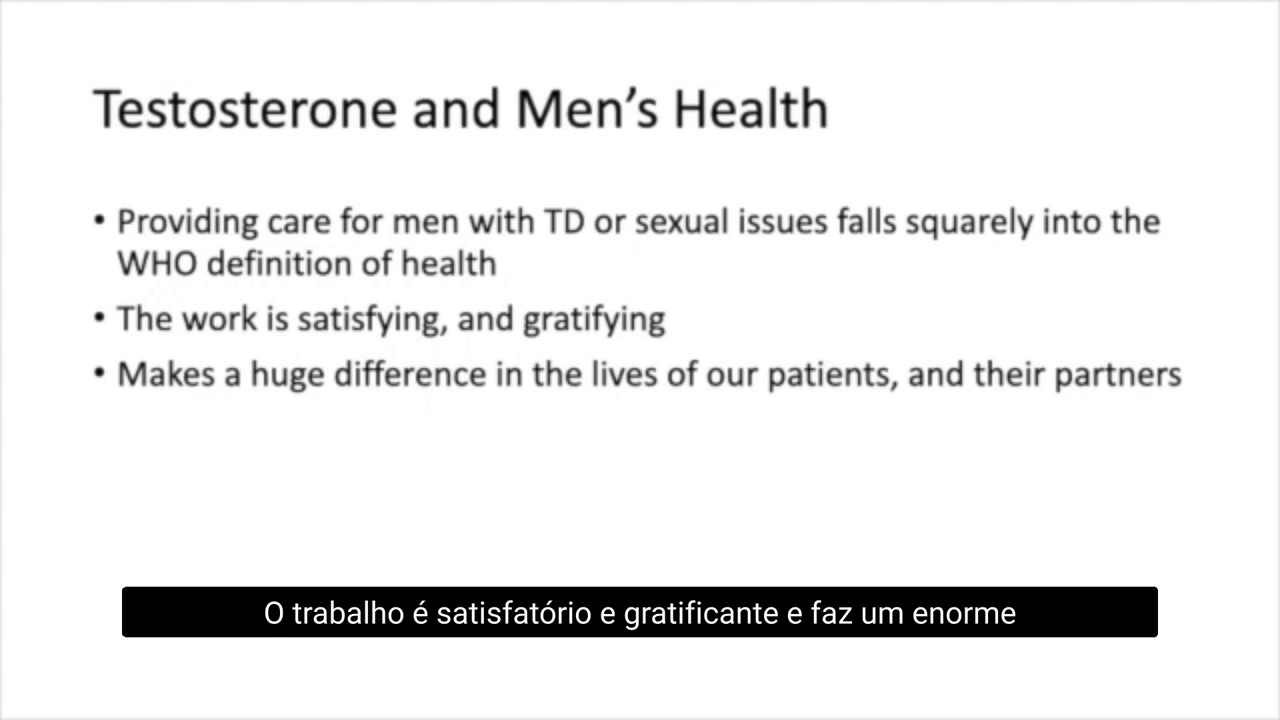 Testosterone and Men’s Health
• Providing care for men with TD or sexual issues falls squarely into the
WHO definition of health
• The work is satisfying, and gratifying
• Makes a huge difference in the lives of our patients, and their partners
O trabalho é satisfatório e gratificante e faz um enorme